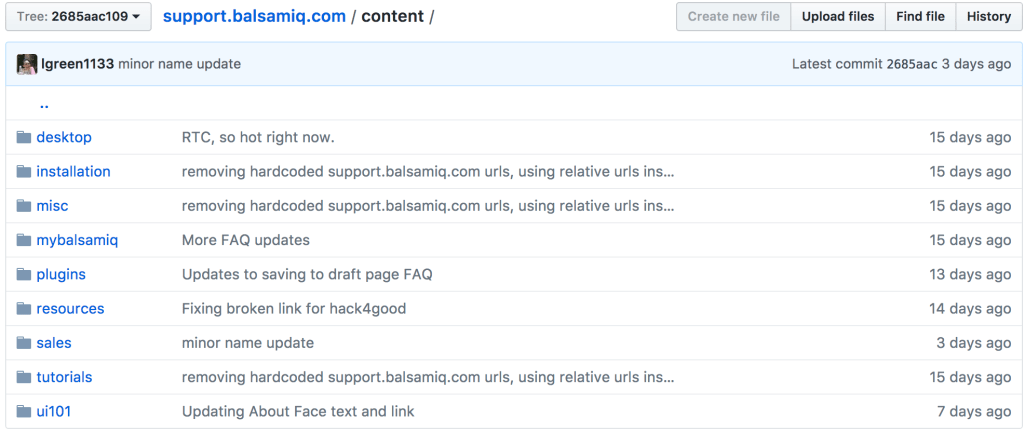 Tree: 2685aac109 support.balsamiq.com / content / Create new file Upload files Find file History
lgreen1133 minor name update Latest commit 2685aac 3 days ago
..
desktop RTC, so hot right now. 15 days ago
installation removing hardcoded support.balsamiq.com urls, using relative urls ins... 15 days ago
misc removing hardcoded support.balsamiq.com urls, using relative urls ins... 15 days ago
mybalsamiq More FAQ updates 15 days ago
plugins Updates to saving to draft page FAQ 13 days ago
resources Fixing broken link for hack4good 14 days ago
sales minor name update 3 days ago
tutorials removing hardcoded support.balsamiq.com urls, using relative urls ins... 15 days ago
ui101 Updating About Face text and link 7 days ago